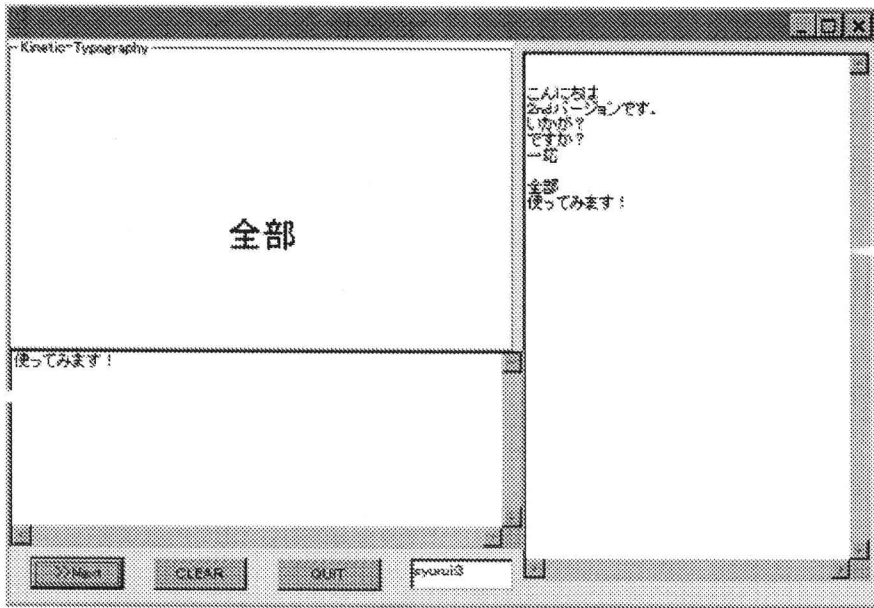 Kinetic-Typography
全部
使ってみます！
>>Next
CLEAR
QUIT
syurui3
こんにちは
2ndバージョンです。
いかが？
ですか？
一応
全部
使ってみます！